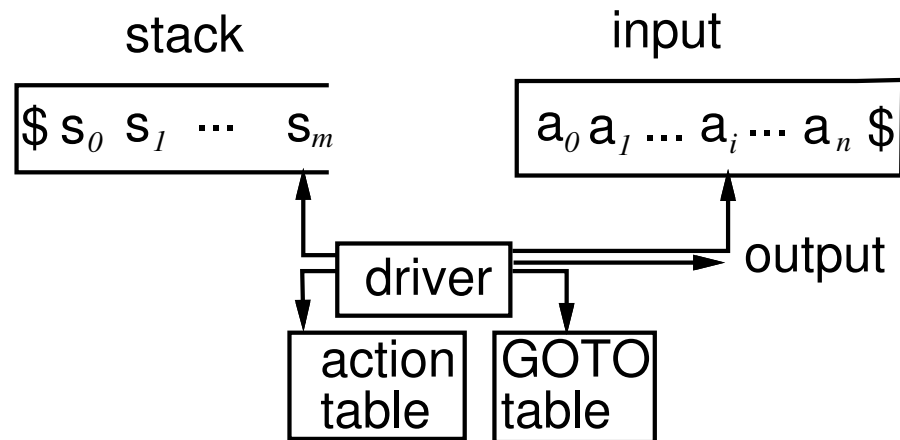 stack
input
$ s0 s1 ... sm
a0 a1 ... ai ... an $
driver
output
action
table
GOTO
table